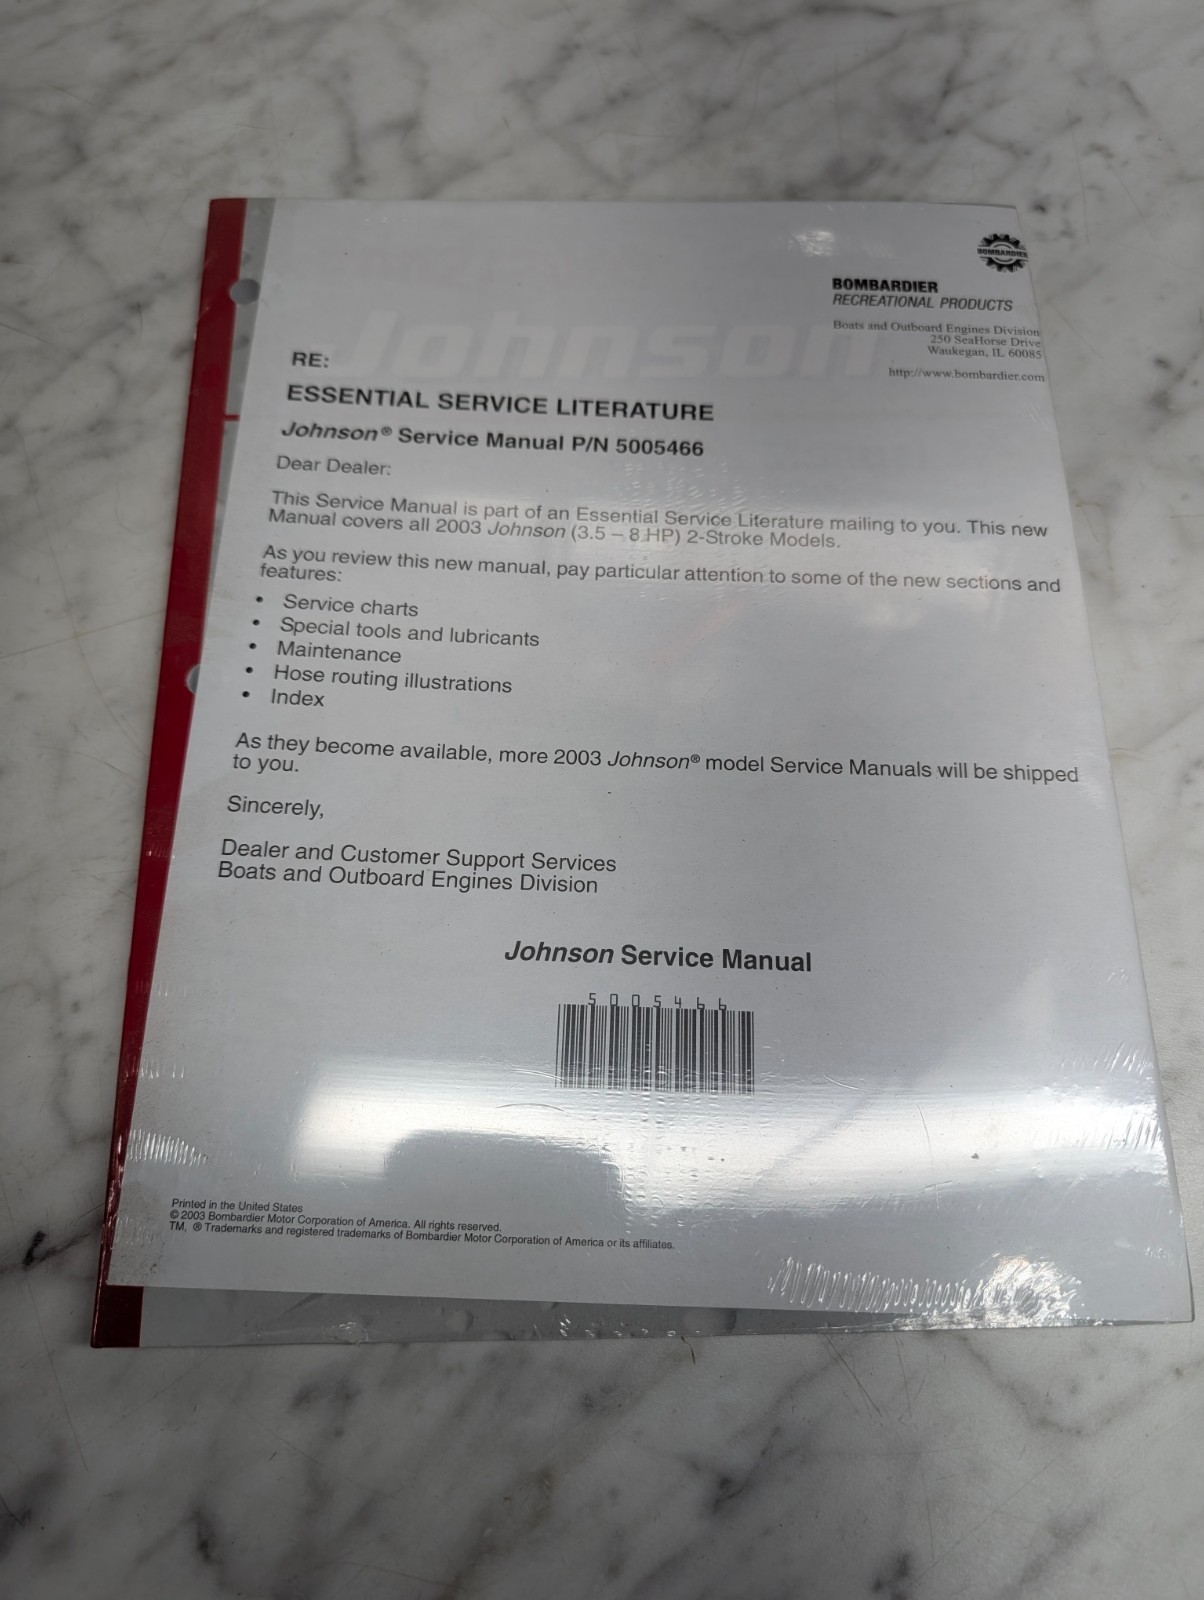 BOMBARDIER
BOMBARDIER
RECREATIONAL PRODUCTS
Boats and Outboard Engines Division
250 SeaHorse Drive
Waukegan, IL 60085
http://www.bombardier.com
Johnson
RE:
ESSENTIAL SERVICE LITERATURE
Johnson® Service Manual P/N 5005466
Dear Dealer:
This Service Manual is part of an Essential Service Literature mailing to you. This new
Manual covers all 2003 Johnson (3.5 – 8 HP) 2-Stroke Models.
As you review this new manual, pay particular attention to some of the new sections and
features:
• Service charts
• Special tools and lubricants
• Maintenance
• Hose routing illustrations
• Index
As they become available, more 2003 Johnson® model Service Manuals will be shipped
to you.
Sincerely,
Dealer and Customer Support Services
Boats and Outboard Engines Division
Johnson Service Manual
5005466
Printed in the United States
© 2003 Bombardier Motor Corporation of America. All rights reserved.
TM, ® Trademarks and registered trademarks of Bombardier Motor Corporation of America or its affiliates.